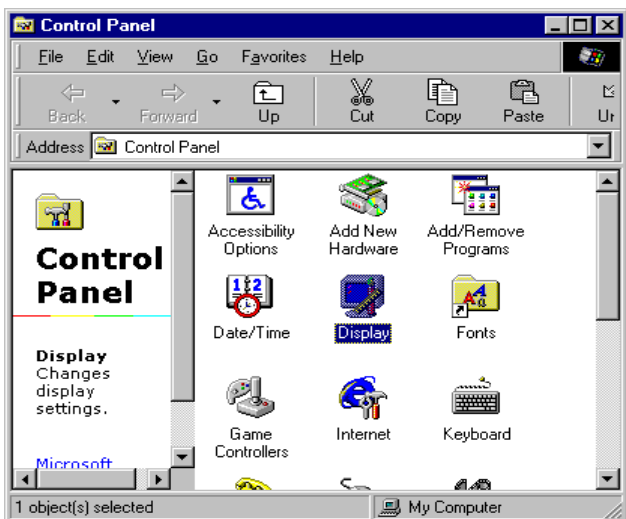 Control Panel
File Edit View Go Favorites Help
Back Forward Up Cut Copy Paste
Address Control Panel
Control
Panel
Display
Changes
display
settings.
Microsoft
Accessibility
Options
Add New
Hardware
Add/Remove
Programs
Date/Time
Display
Fonts
Game
Controllers
Internet
Keyboard
1 object(s) selected
My Computer